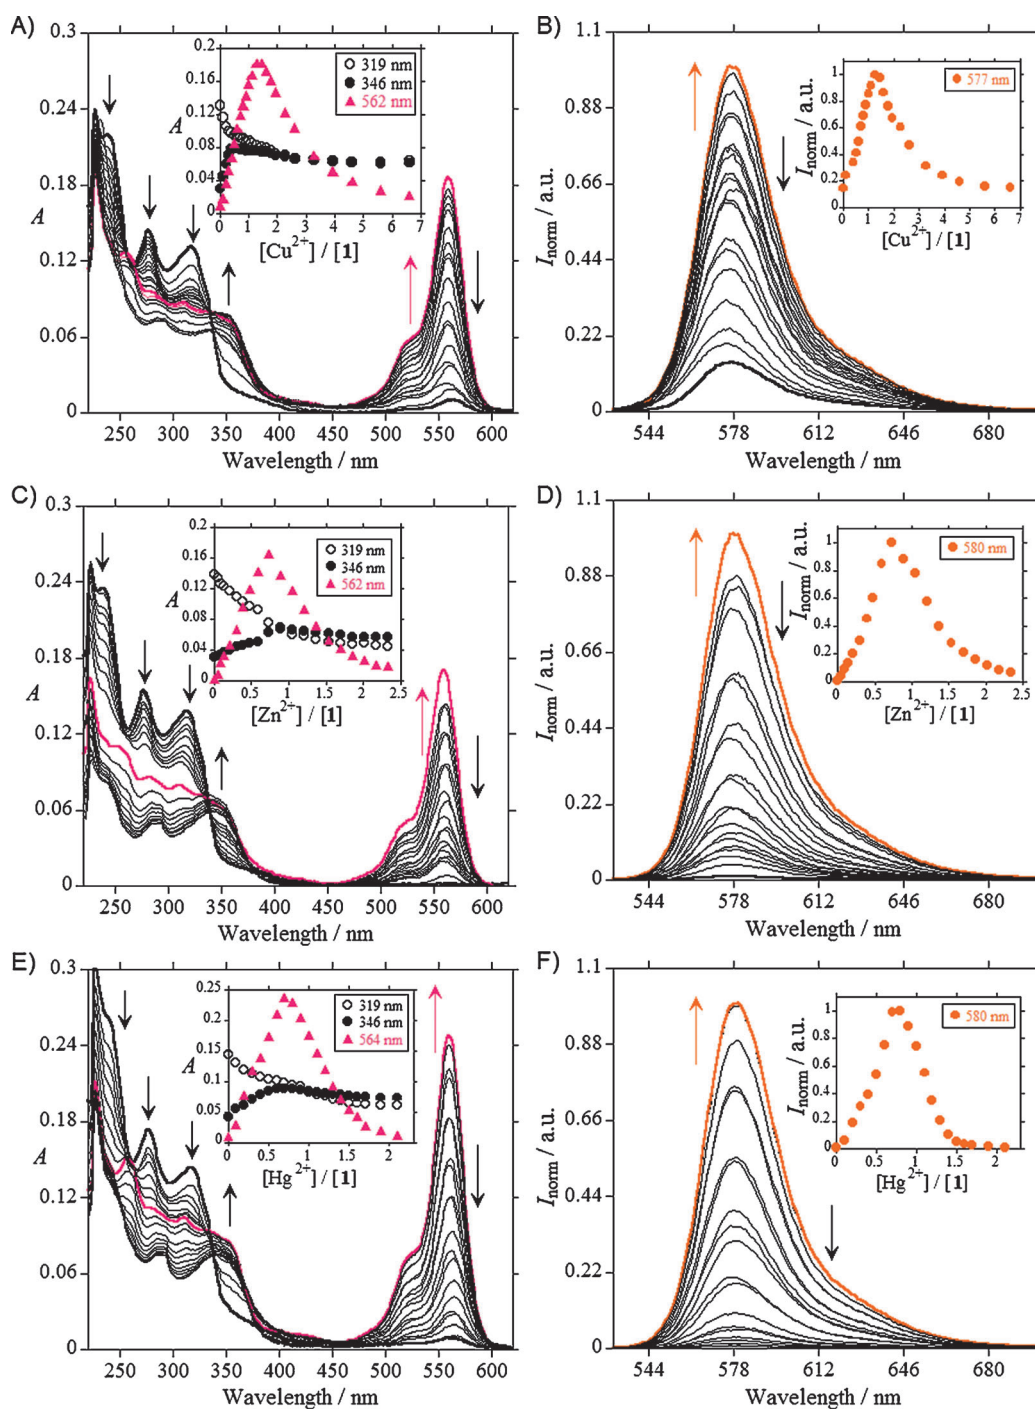 A)
0.3
0.24
0.18
0.12
0.06
0
A
250 300 350 400 450 500 550 600
Wavelength / nm
0.2
0.16
0.12
0.08
0.04
0
A
319 nm
346 nm
562 nm
0 1 2 3 4 5 6 7
[Cu2+] / [1]
B)
1.1
0.88
0.66
0.44
0.22
0
Inorm / a.u.
544 578 612 646 680
Wavelength / nm
1
0.8
0.6
0.4
0.2
0
Inorm / a.u.
577 nm
0 1 2 3 4 5 6 7
[Cu2+] / [1]
C)
0.3
0.24
0.18
0.12
0.06
0
A
250 300 350 400 450 500 550 600
Wavelength / nm
0.2
0.16
0.12
0.08
0.04
0
A
319 nm
346 nm
562 nm
0 0.5 1 1.5 2 2.5
[Zn2+] / [1]
D)
1.1
0.88
0.66
0.44
0.22
0
Inorm / a.u.
544 578 612 646 680
Wavelength / nm
1
0.8
0.6
0.4
0.2
0
Inorm / a.u.
580 nm
0 0.5 1 1.5 2 2.5
[Zn2+] / [1]
E)
0.3
0.24
0.18
0.12
0.06
0
A
250 300 350 400 450 500 550 600
Wavelength / nm
0.25
0.2
0.15
0.1
0.05
0
A
319 nm
346 nm
564 nm
0 0.5 1 1.5 2
[Hg2+] / [1]
F)
1.1
0.88
0.66
0.44
0.22
0
Inorm / a.u.
544 578 612 646 680
Wavelength / nm
1
0.8
0.6
0.4
0.2
0
Inorm / a.u.
580 nm
0 0.5 1 1.5 2
[Hg2+] / [1]